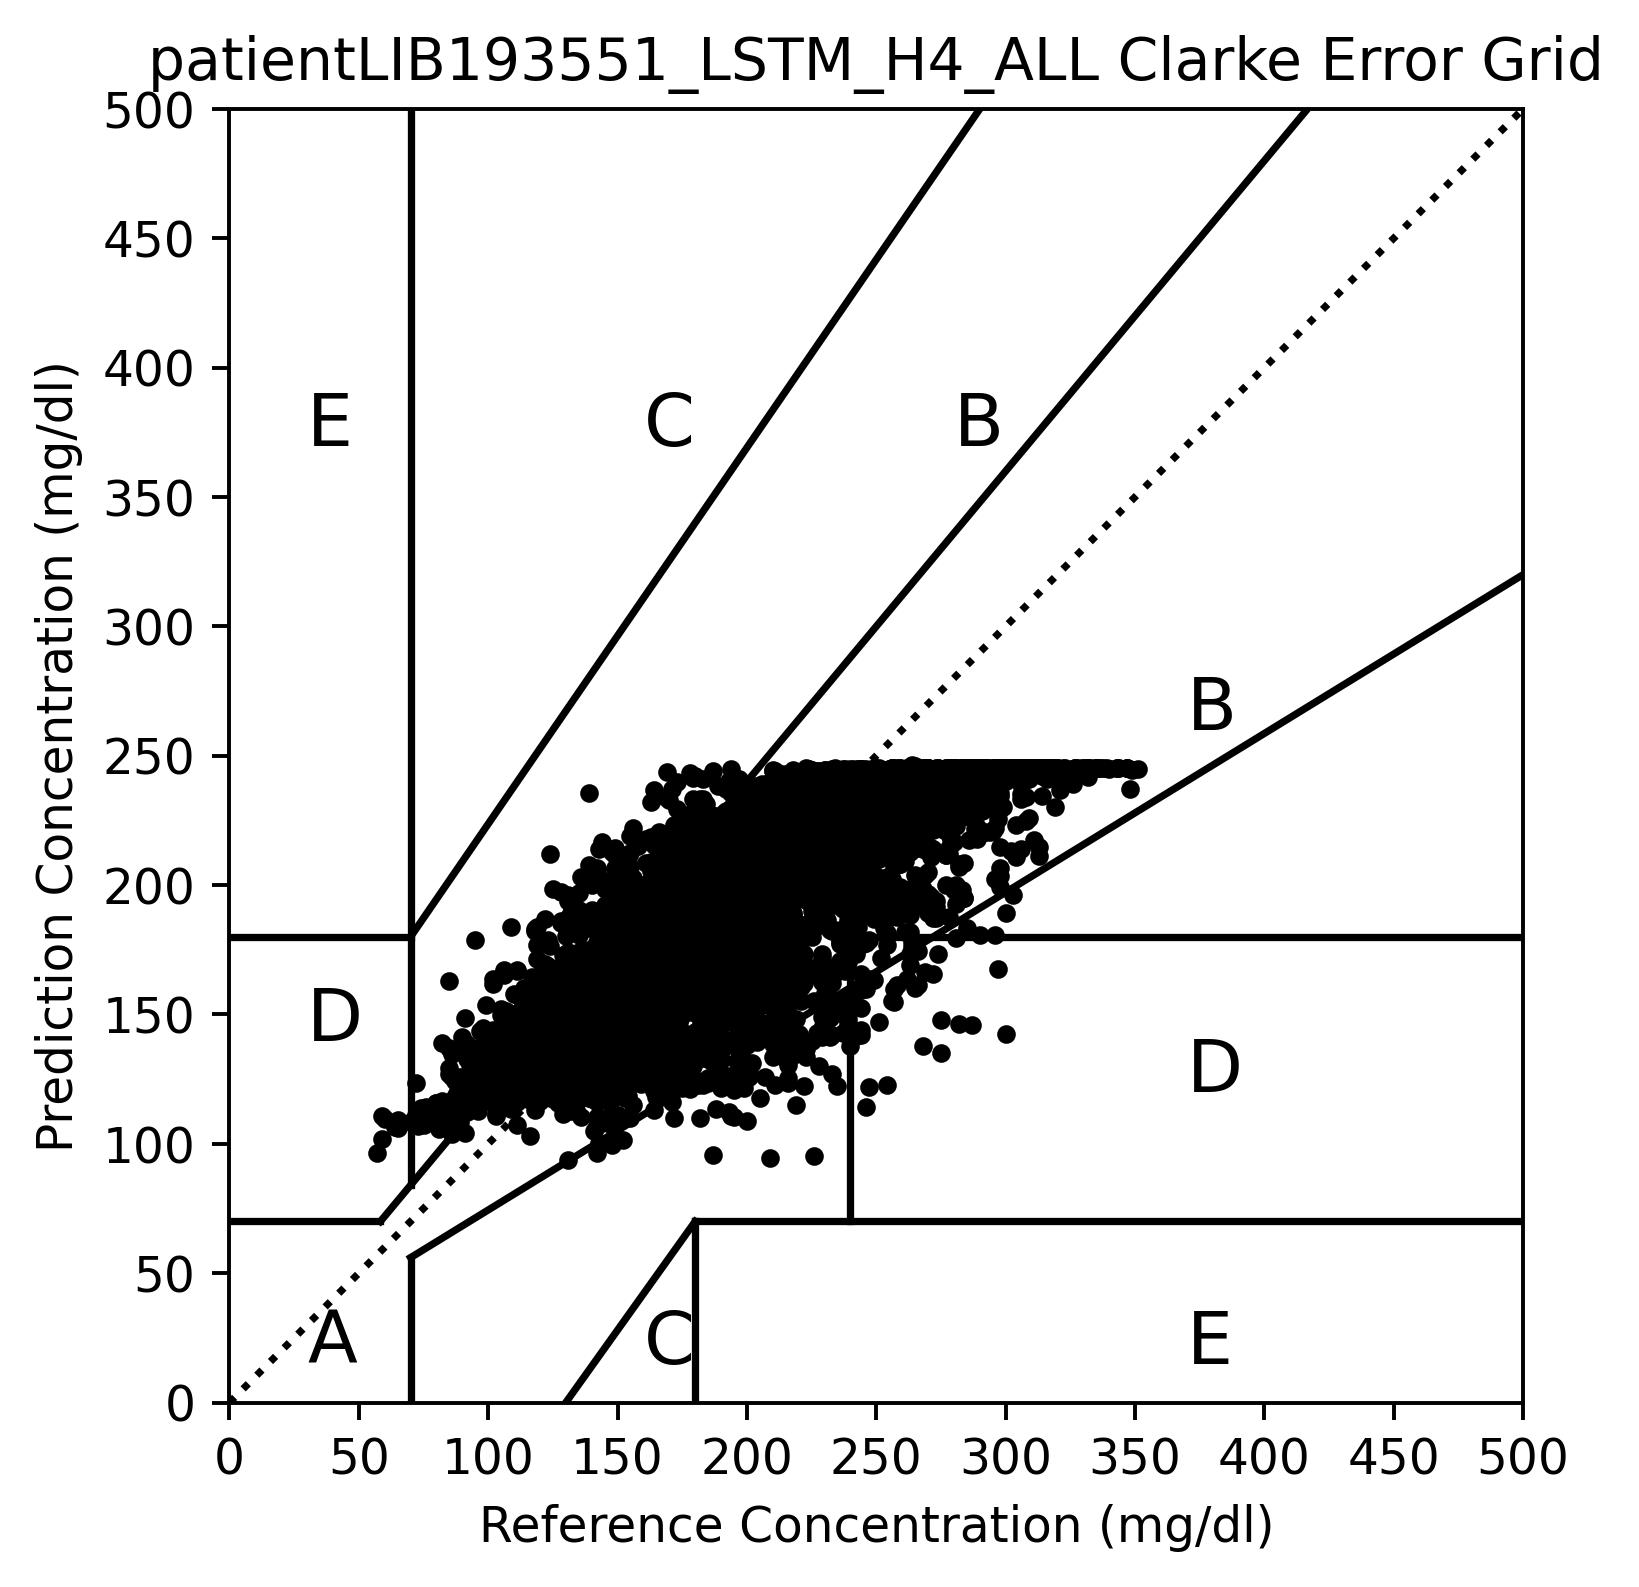 patientLIB193551_LSTM_H4_ALL Clarke Error Grid
500
450
400
350
300
250
200
150
100
50
0
Prediction Concentration (mg/dl)
E
C
B
B
D
D
A
C
E
0 50 100 150 200 250 300 350 400 450 500
Reference Concentration (mg/dl)